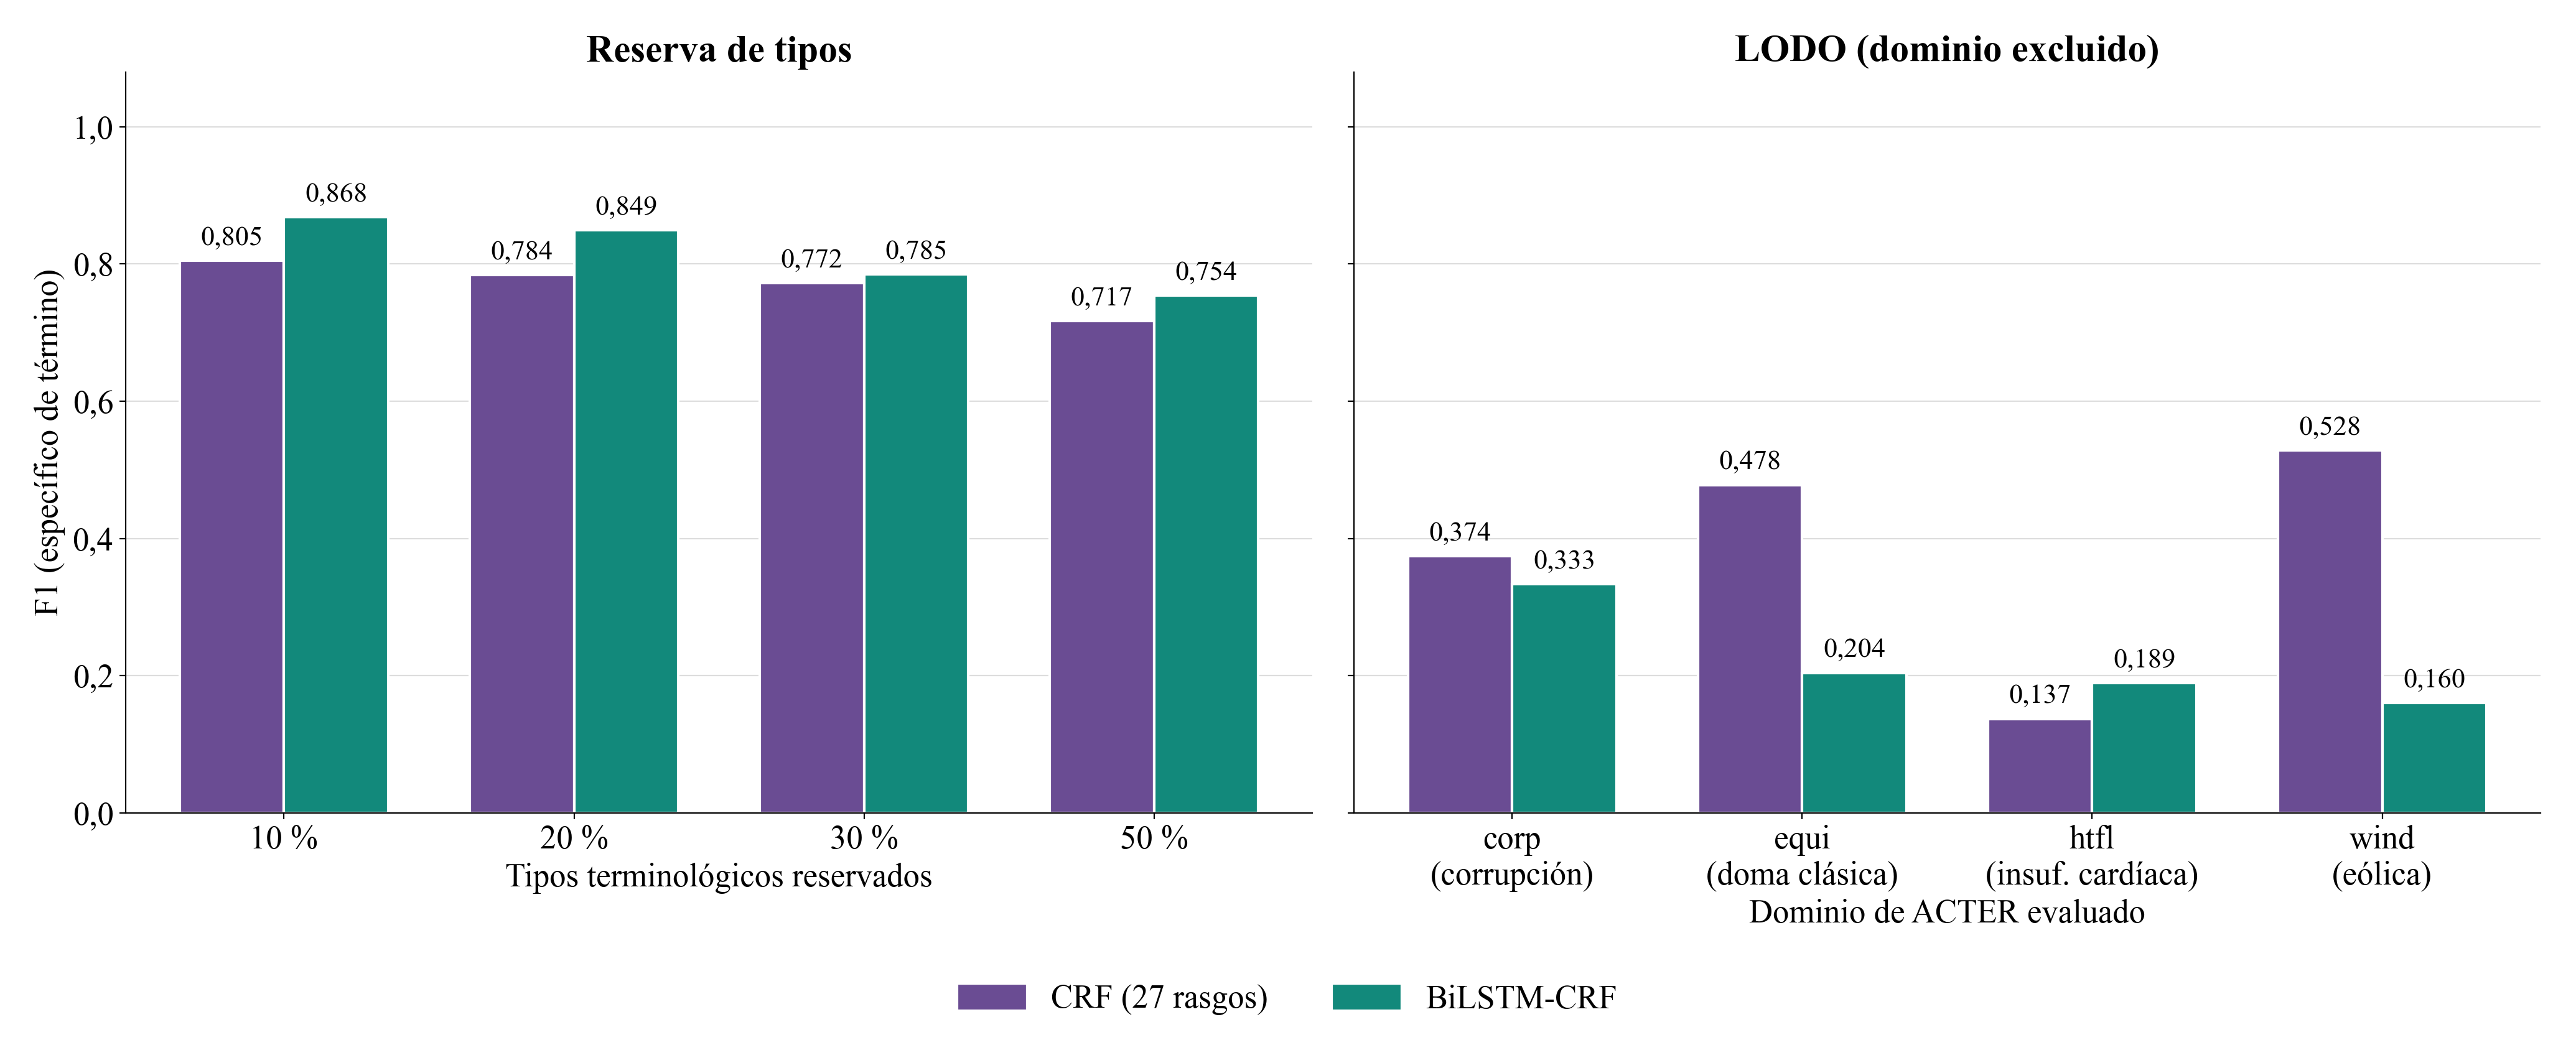 Reserva de tipos
F1 (específico de término)
1,0
0,8
0,6
0,4
0,2
0,0
0,805
0,868
0,784
0,849
0,772
0,785
0,717
0,754
10 %
20 %
30 %
50 %
Tipos terminológicos reservados
LODO (dominio excluido)
0,374
0,333
0,478
0,204
0,137
0,189
0,528
0,160
corp
(corrupción)
equi
(doma clásica)
htfl
(insuf. cardíaca)
wind
(eólica)
Dominio de ACTER evaluado
CRF (27 rasgos)
BiLSTM-CRF